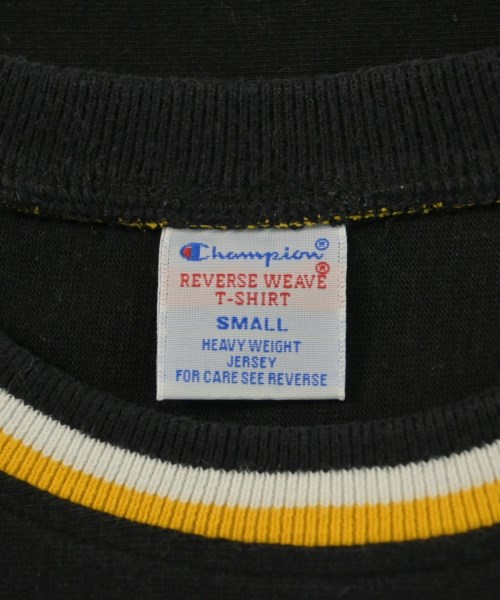 Champion®
REVERSE WEAVE®
T-SHIRT
SMALL
HEAVY WEIGHT
JERSEY
FOR CARE SEE REVERSE